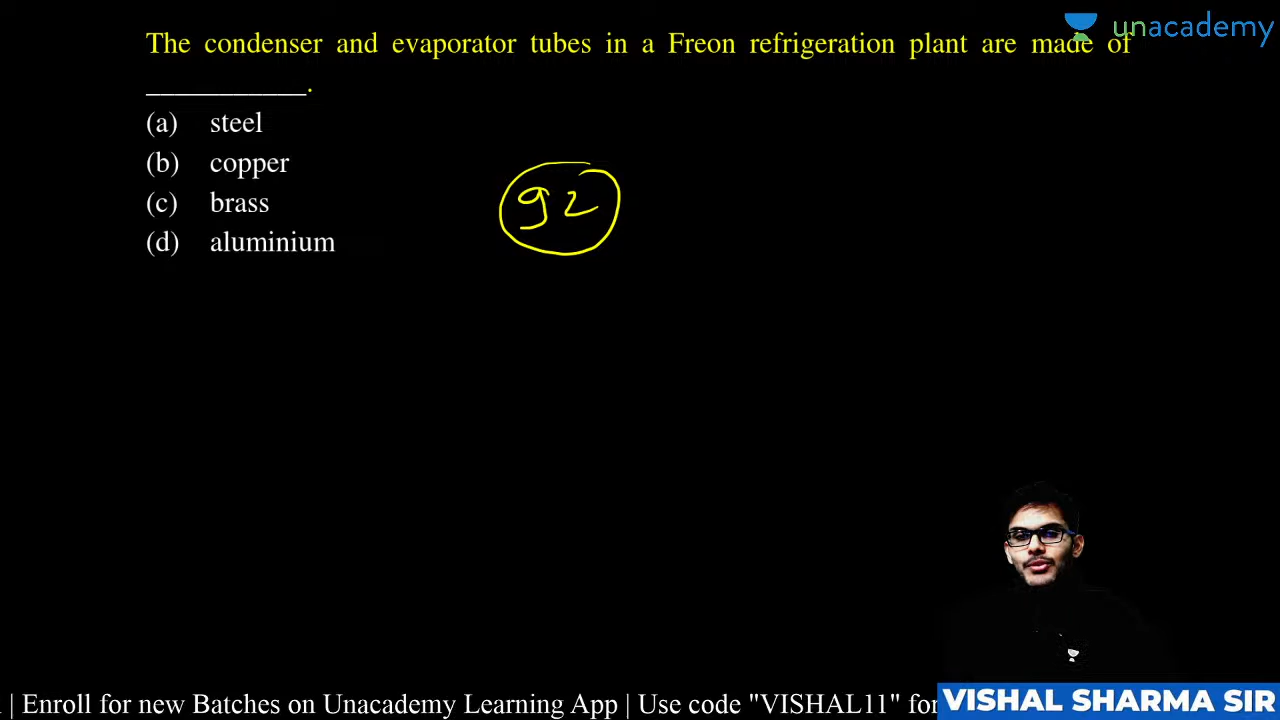 unacademy
The condenser and evaporator tubes in a Freon refrigeration plant are made of
___________.
(a) steel
(b) copper
(c) brass
(d) aluminium
92
| Enroll for new Batches on Unacademy Learning App | Use code "VISHAL11" for
VISHAL SHARMA SIR